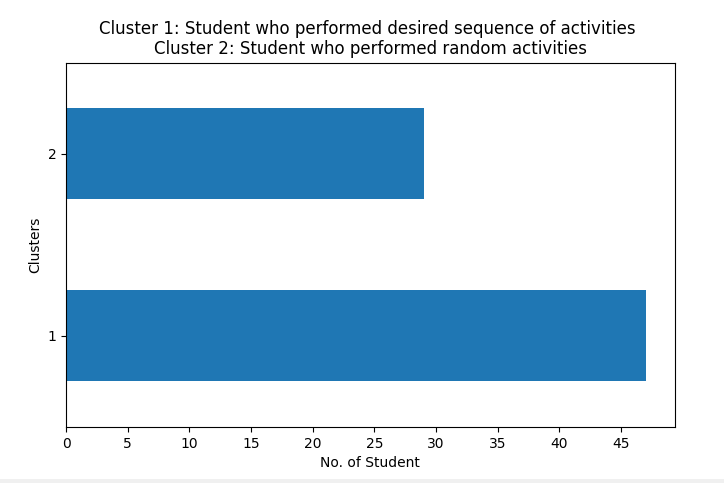 Cluster 1: Student who performed desired sequence of activities
Cluster 2: Student who performed random activities
2
Clusters
1
0 5 10 15 20 25 30 35 40 45
No. of Student